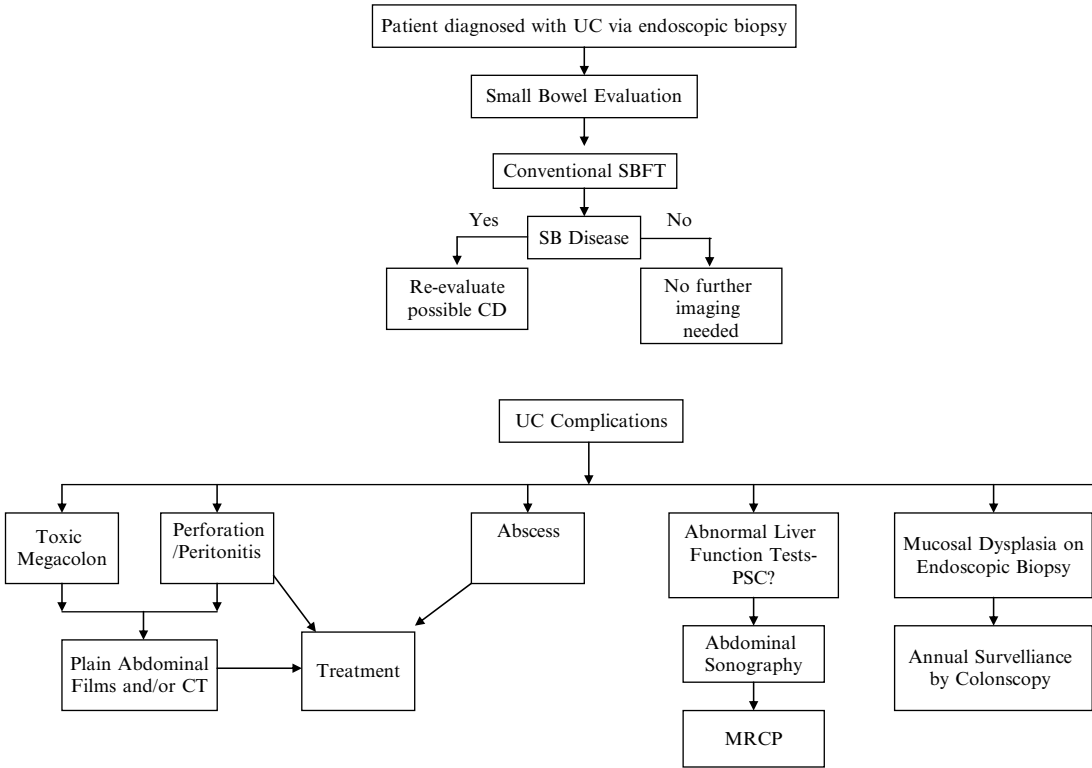 Patient diagnosed with UC via endoscopic biopsy
Small Bowel Evaluation
Conventional SBFT
Yes
SB Disease
No
Re-evaluate
possible CD
No further
imaging
needed
UC Complications
Toxic
Megacolon
Perforation
/Peritonitis
Abscess
Abnormal Liver
Function Tests-
PSC?
Mucosal Dysplasia on
Endoscopic Biopsy
Plain Abdominal
Films and/or CT
Treatment
Abdominal
Sonography
Annual Survelliance
by Colonscopy
MRCP